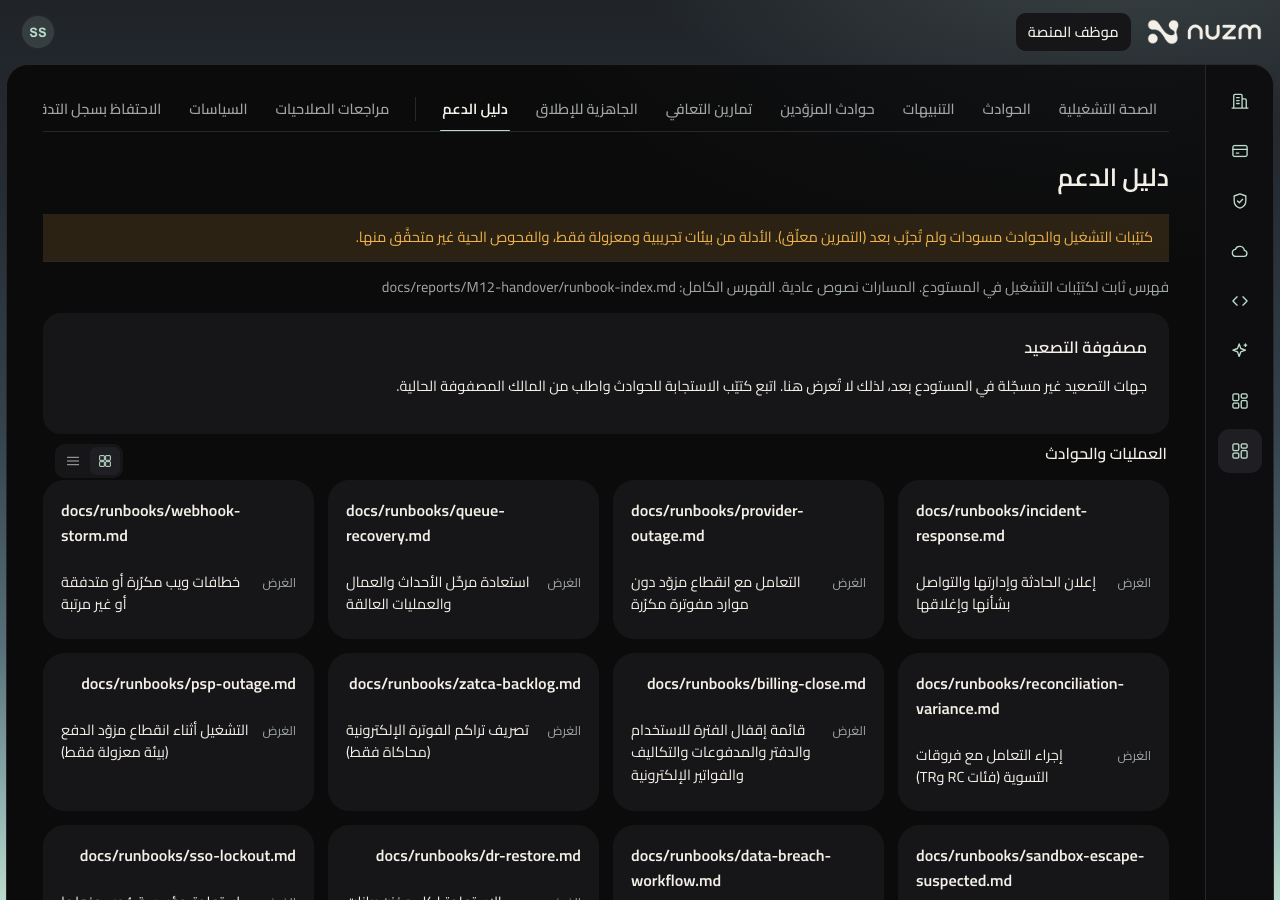 nuzm
موظف المنصة
SS
الصحة التشغيلية
الحوادث
التنبيهات
حوادث المزوّدين
تمارين التعافي
الجاهزية للإطلاق
دليل الدعم
مراجعات الصلاحيات
السياسات
الاحتفاظ بسجل
دليل الدعم
كتيّبات التشغيل والحوادث مسودات ولم تُجرَّب بعد (التمرين معلّق). الأدلة من بيئات تجريبية ومعزولة فقط، والفحوص الحية غير متحقَّق منها.
فهرس ثابت لكتيّبات التشغيل في المستودع. المسارات نصوص عادية. الفهرس الكامل: docs/reports/M12-handover/runbook-index.md
مصفوفة التصعيد
جهات التصعيد غير مسجّلة في المستودع بعد، لذلك لا تُعرض هنا. اتبع كتيّب الاستجابة للحوادث واطلب من المالك المصفوفة الحالية.
العمليات والحوادث
docs/runbooks/incident-
response.md
الغرض
إعلان الحادثة وإدارتها والتواصل
بشأنها وإغلاقها
docs/runbooks/provider-
outage.md
الغرض
التعامل مع انقطاع مزوّد دون
موارد مفوترة مكرّرة
docs/runbooks/queue-
recovery.md
الغرض
استعادة مرحّل الأحداث والعمال
والعمليات العالقة
docs/runbooks/webhook-
storm.md
الغرض
خطافات ويب مكرّرة أو متدفقة
أو غير مرتبة
docs/runbooks/reconciliation-
variance.md
الغرض
إجراء التعامل مع فروقات
التسوية (فئات RC وTR)
docs/runbooks/billing-close.md
الغرض
قائمة إقفال الفترة للاستخدام
والدفتر والمدفوعات والتكاليف
والفواتير الإلكترونية
docs/runbooks/zatca-backlog.md
الغرض
تصريف تراكم الفوترة الإلكترونية
(محاكاة فقط)
docs/runbooks/psp-outage.md
الغرض
التشغيل أثناء انقطاع مزوّد الدفع
(بيئة معزولة فقط)
docs/runbooks/sandbox-escape-
suspected.md
docs/runbooks/data-breach-
workflow.md
docs/runbooks/dr-restore.md
docs/runbooks/sso-lockout.md